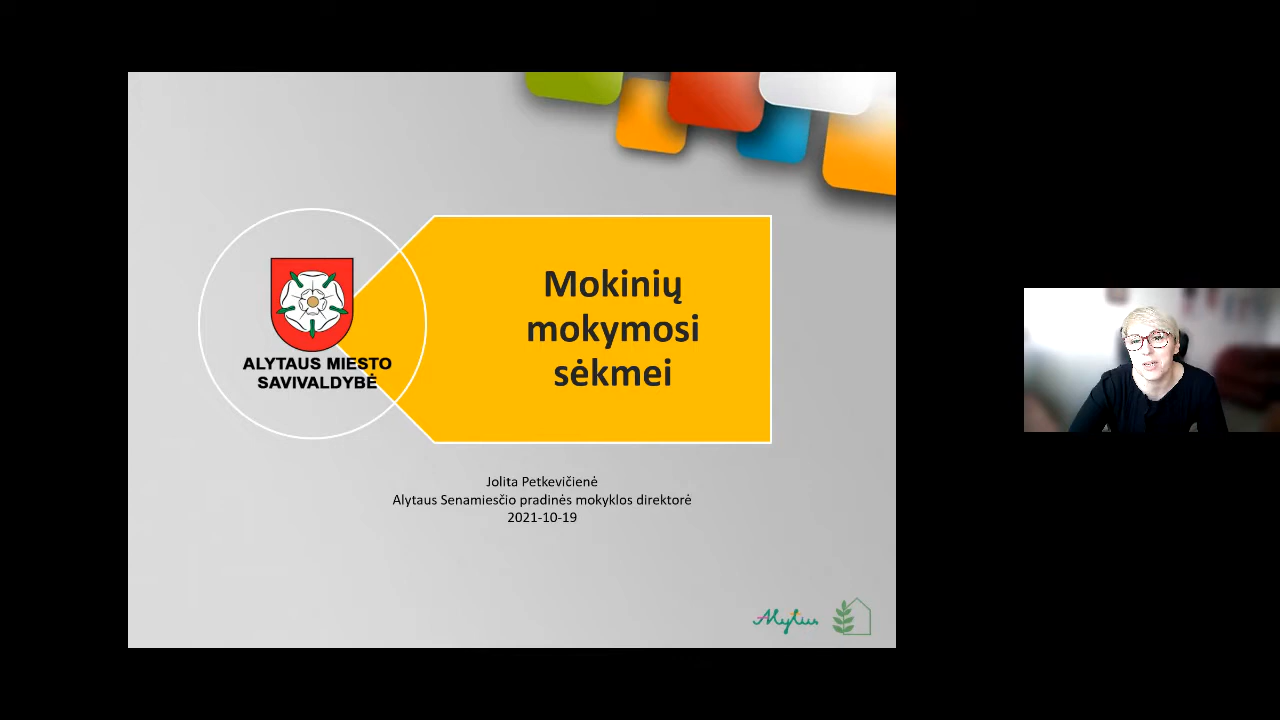 Mokinių
mokymosi
sėkmei
ALYTAUS MIESTO
SAVIVALDYBĖ
Jolita Petkevičienė
Alytaus Senamiesčio pradinės mokyklos direktorė
2021-10-19
Alytus